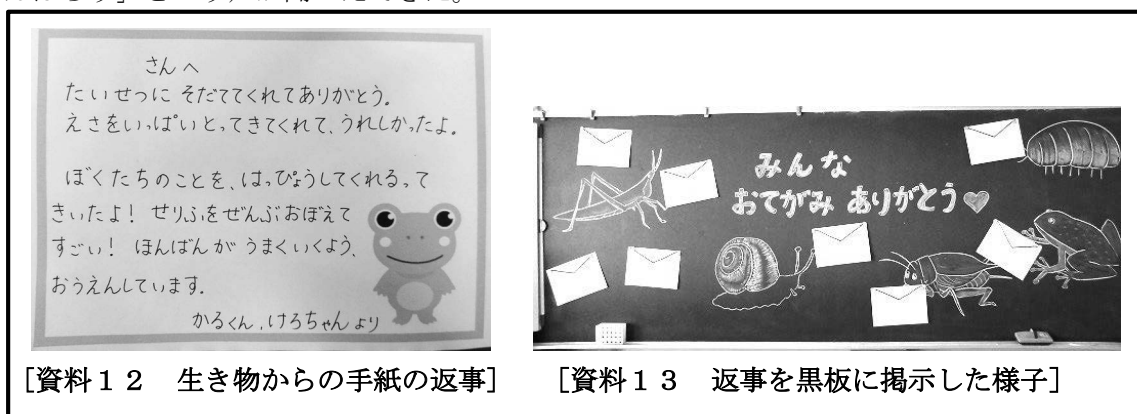 さんへ
たいせつに そだててくれてありがとう。
えさをいっぱいとってきてくれて、うれしかったよ。
ぼくたちのことを、はっぴょうしてくれるって
きいたよ！ せりふをぜんぶおぼえて
すごい！ ほんばんが うまくいくよう、
おうえんしています。
かるくん、けろちゃんより
みんな
おてがみ ありがとう♡
［資料１２　生き物からの手紙の返事］
［資料１３　返事を黒板に掲示した様子］